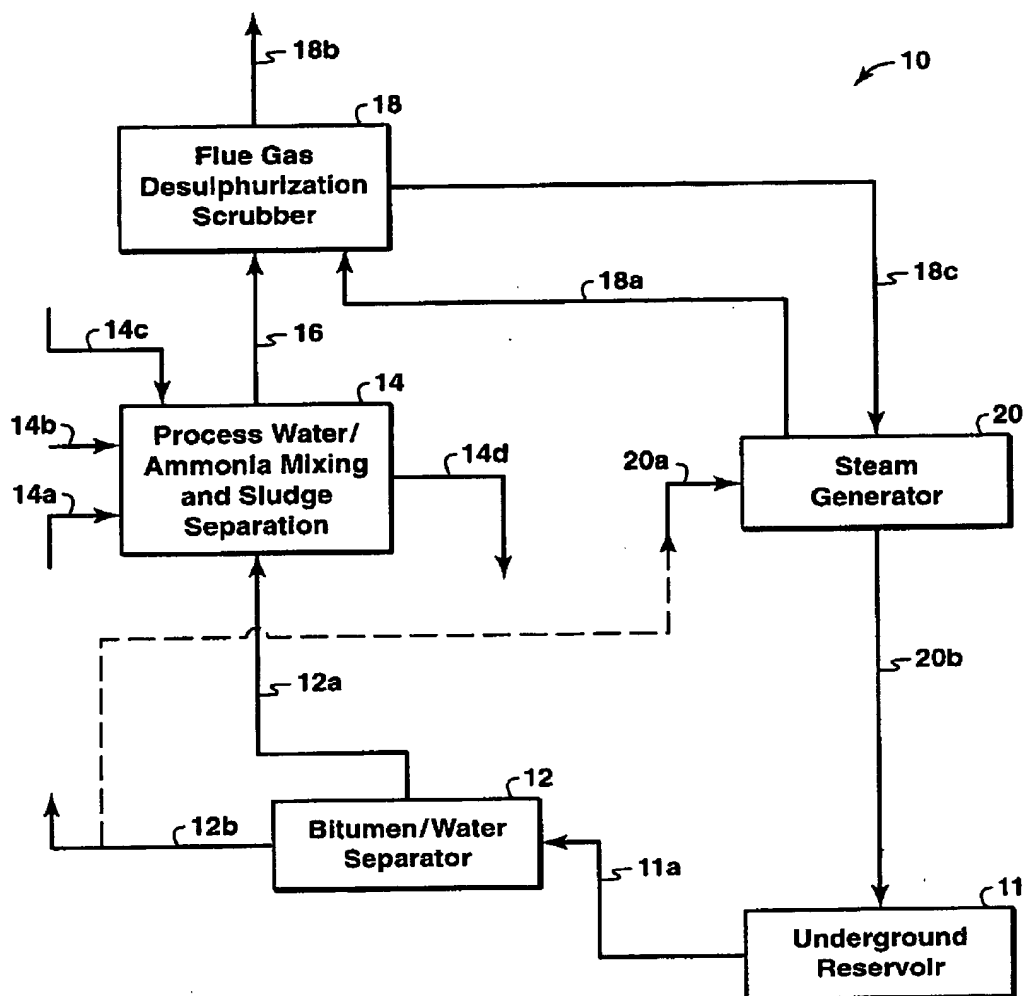 18b
10
18
Flue Gas
Desulphurization
Scrubber
18a
18c
14c
16
14
14b
Process Water/
Ammonia Mixing
and Sludge
Separation
14d
14a
20
20a
Steam
Generator
12a
20b
12
12b
Bitumen/Water
Separator
11a
11
Underground
Reservoir